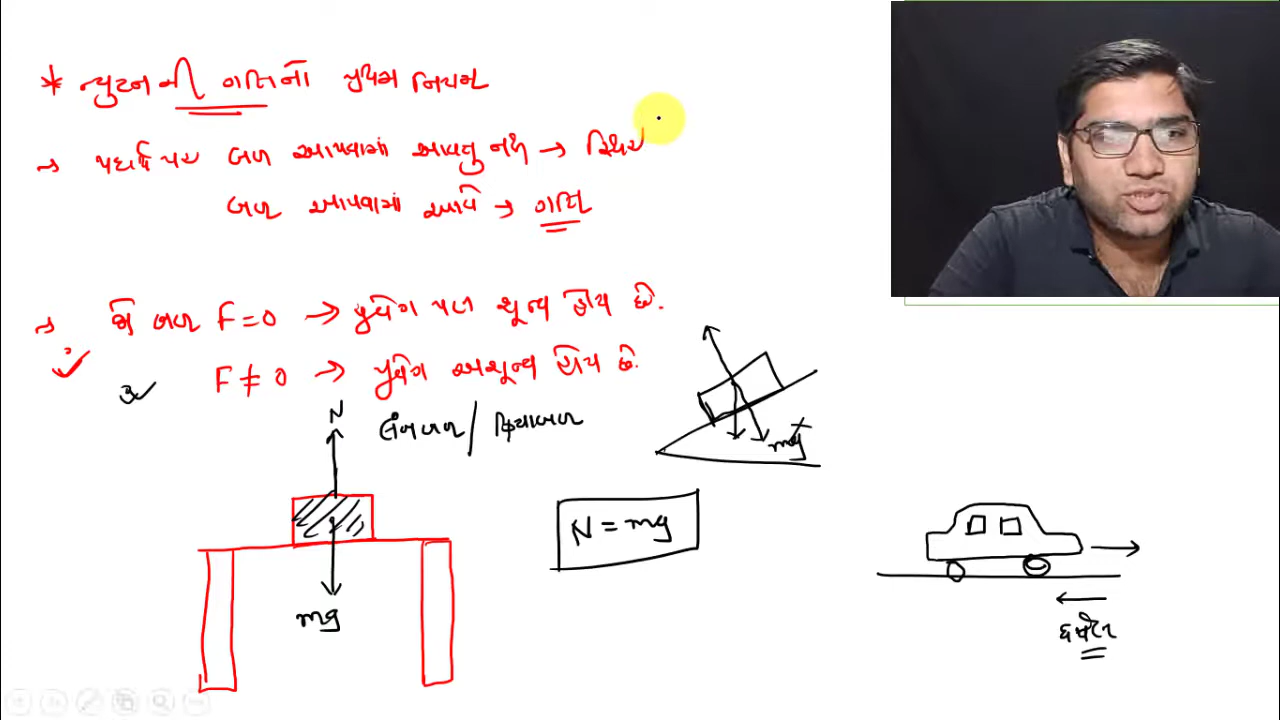 * ન્યુટનની ગતિનો પ્રથમ નિયમ
→ પદાર્થ પર બળ આપવામાં આવતુ નથી → સ્થિર
બળ આપવામાં આવે → ગતિ
→ જો બળ F=0 → પ્રવેગ પણ શૂન્ય હોય છે.
F≠0 → પ્રવેગ અશૂન્ય હોય છે.
N
લંબબળ / ક્રિયાબળ
mg
N = mg
mg
ઘર્ષણ